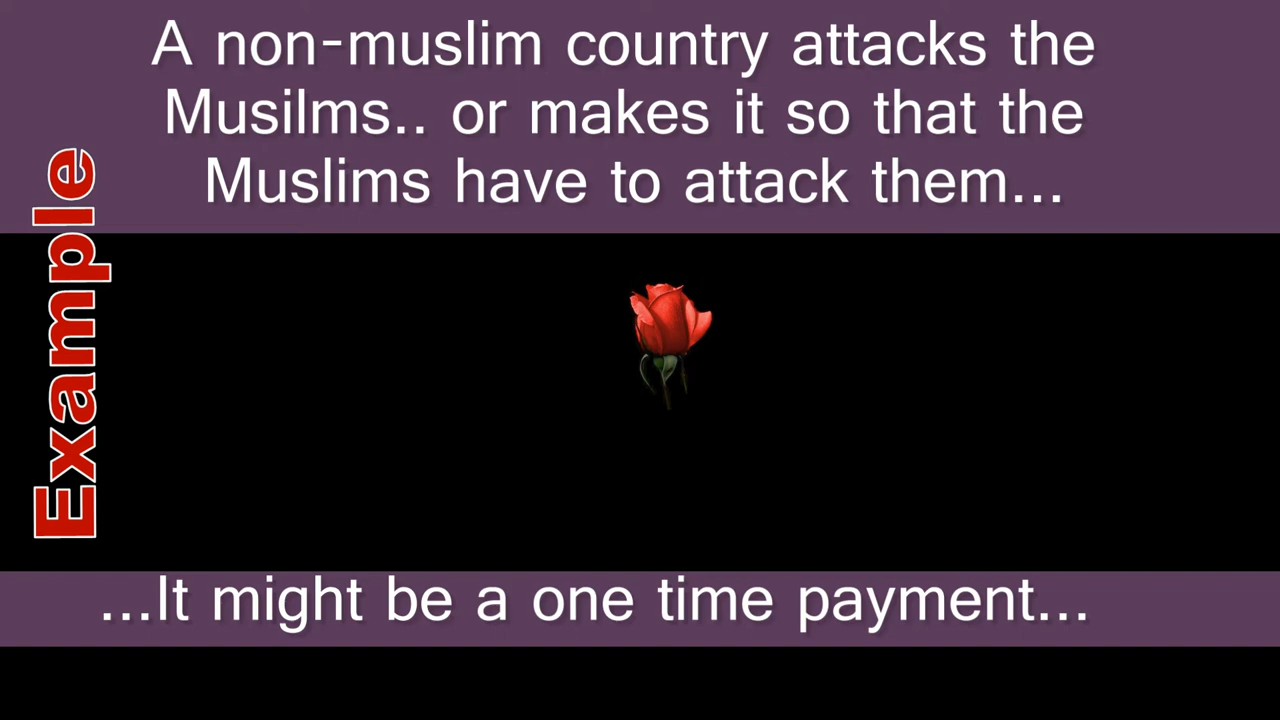 A non-muslim country attacks the
Musilms.. or makes it so that the
Muslims have to attack them...
Example
...It might be a one time payment...